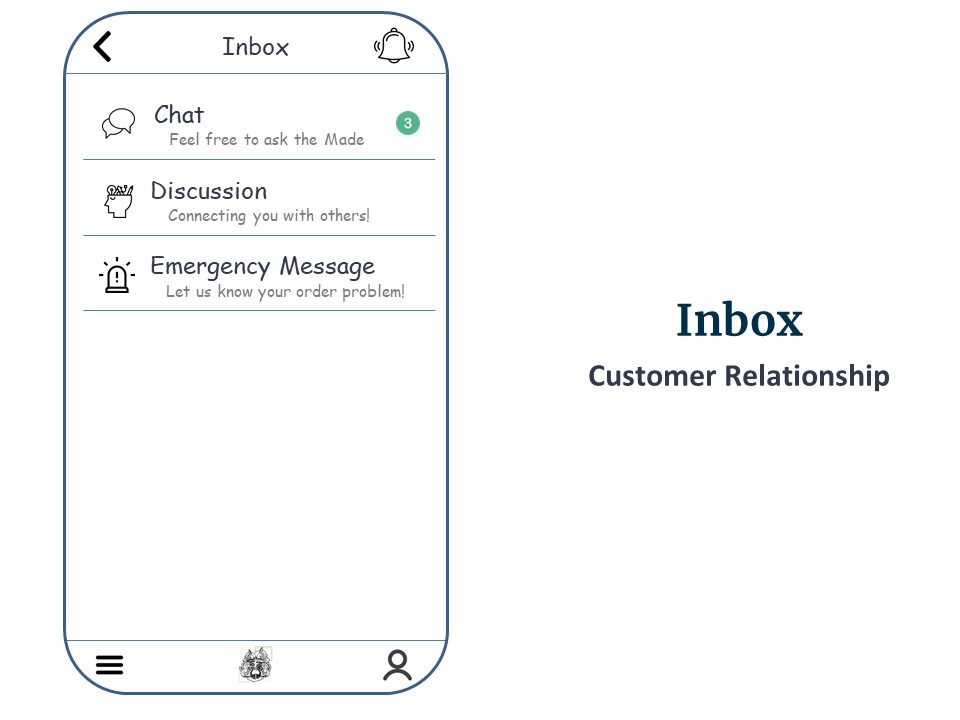 Inbox
Chat
3
Feel free to ask the Made
Discussion
Connecting you with others!
Emergency Message
Let us know your order problem!
Inbox
Customer Relationship